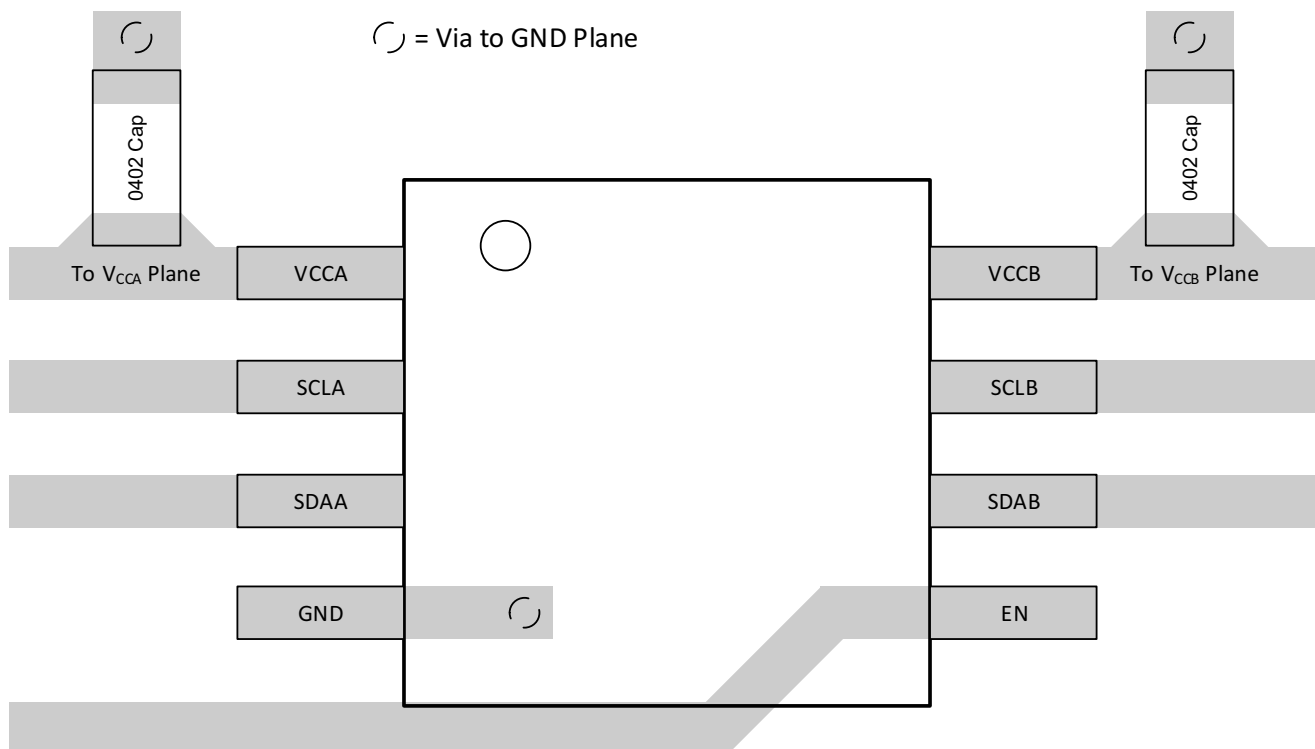 = Via to GND Plane
0402 Cap
0402 Cap
To VCCA Plane
VCCA
VCCB
To VCCB Plane
SCLA
SCLB
SDAA
SDAB
GND
EN